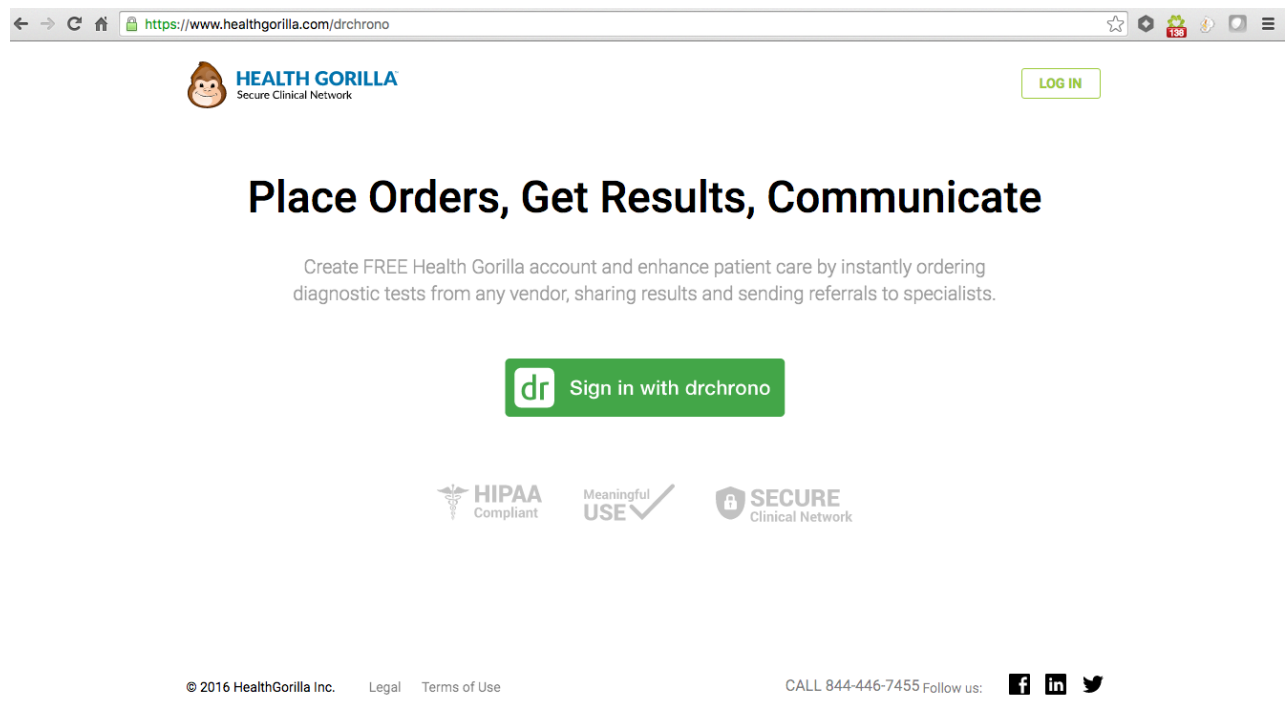 https://www.healthgorilla.com/drchrono
138
HEALTH GORILLA
Secure Clinical Network
LOG IN
Place Orders, Get Results, Communicate
Create FREE Health Gorilla account and enhance patient care by instantly ordering
diagnostic tests from any vendor, sharing results and sending referrals to specialists.
dr Sign in with drchrono
HIPAA
Compliant
Meaningful
USE
SECURE
Clinical Network
© 2016 HealthGorilla Inc. Legal Terms of Use CALL 844-446-7455 Follow us: